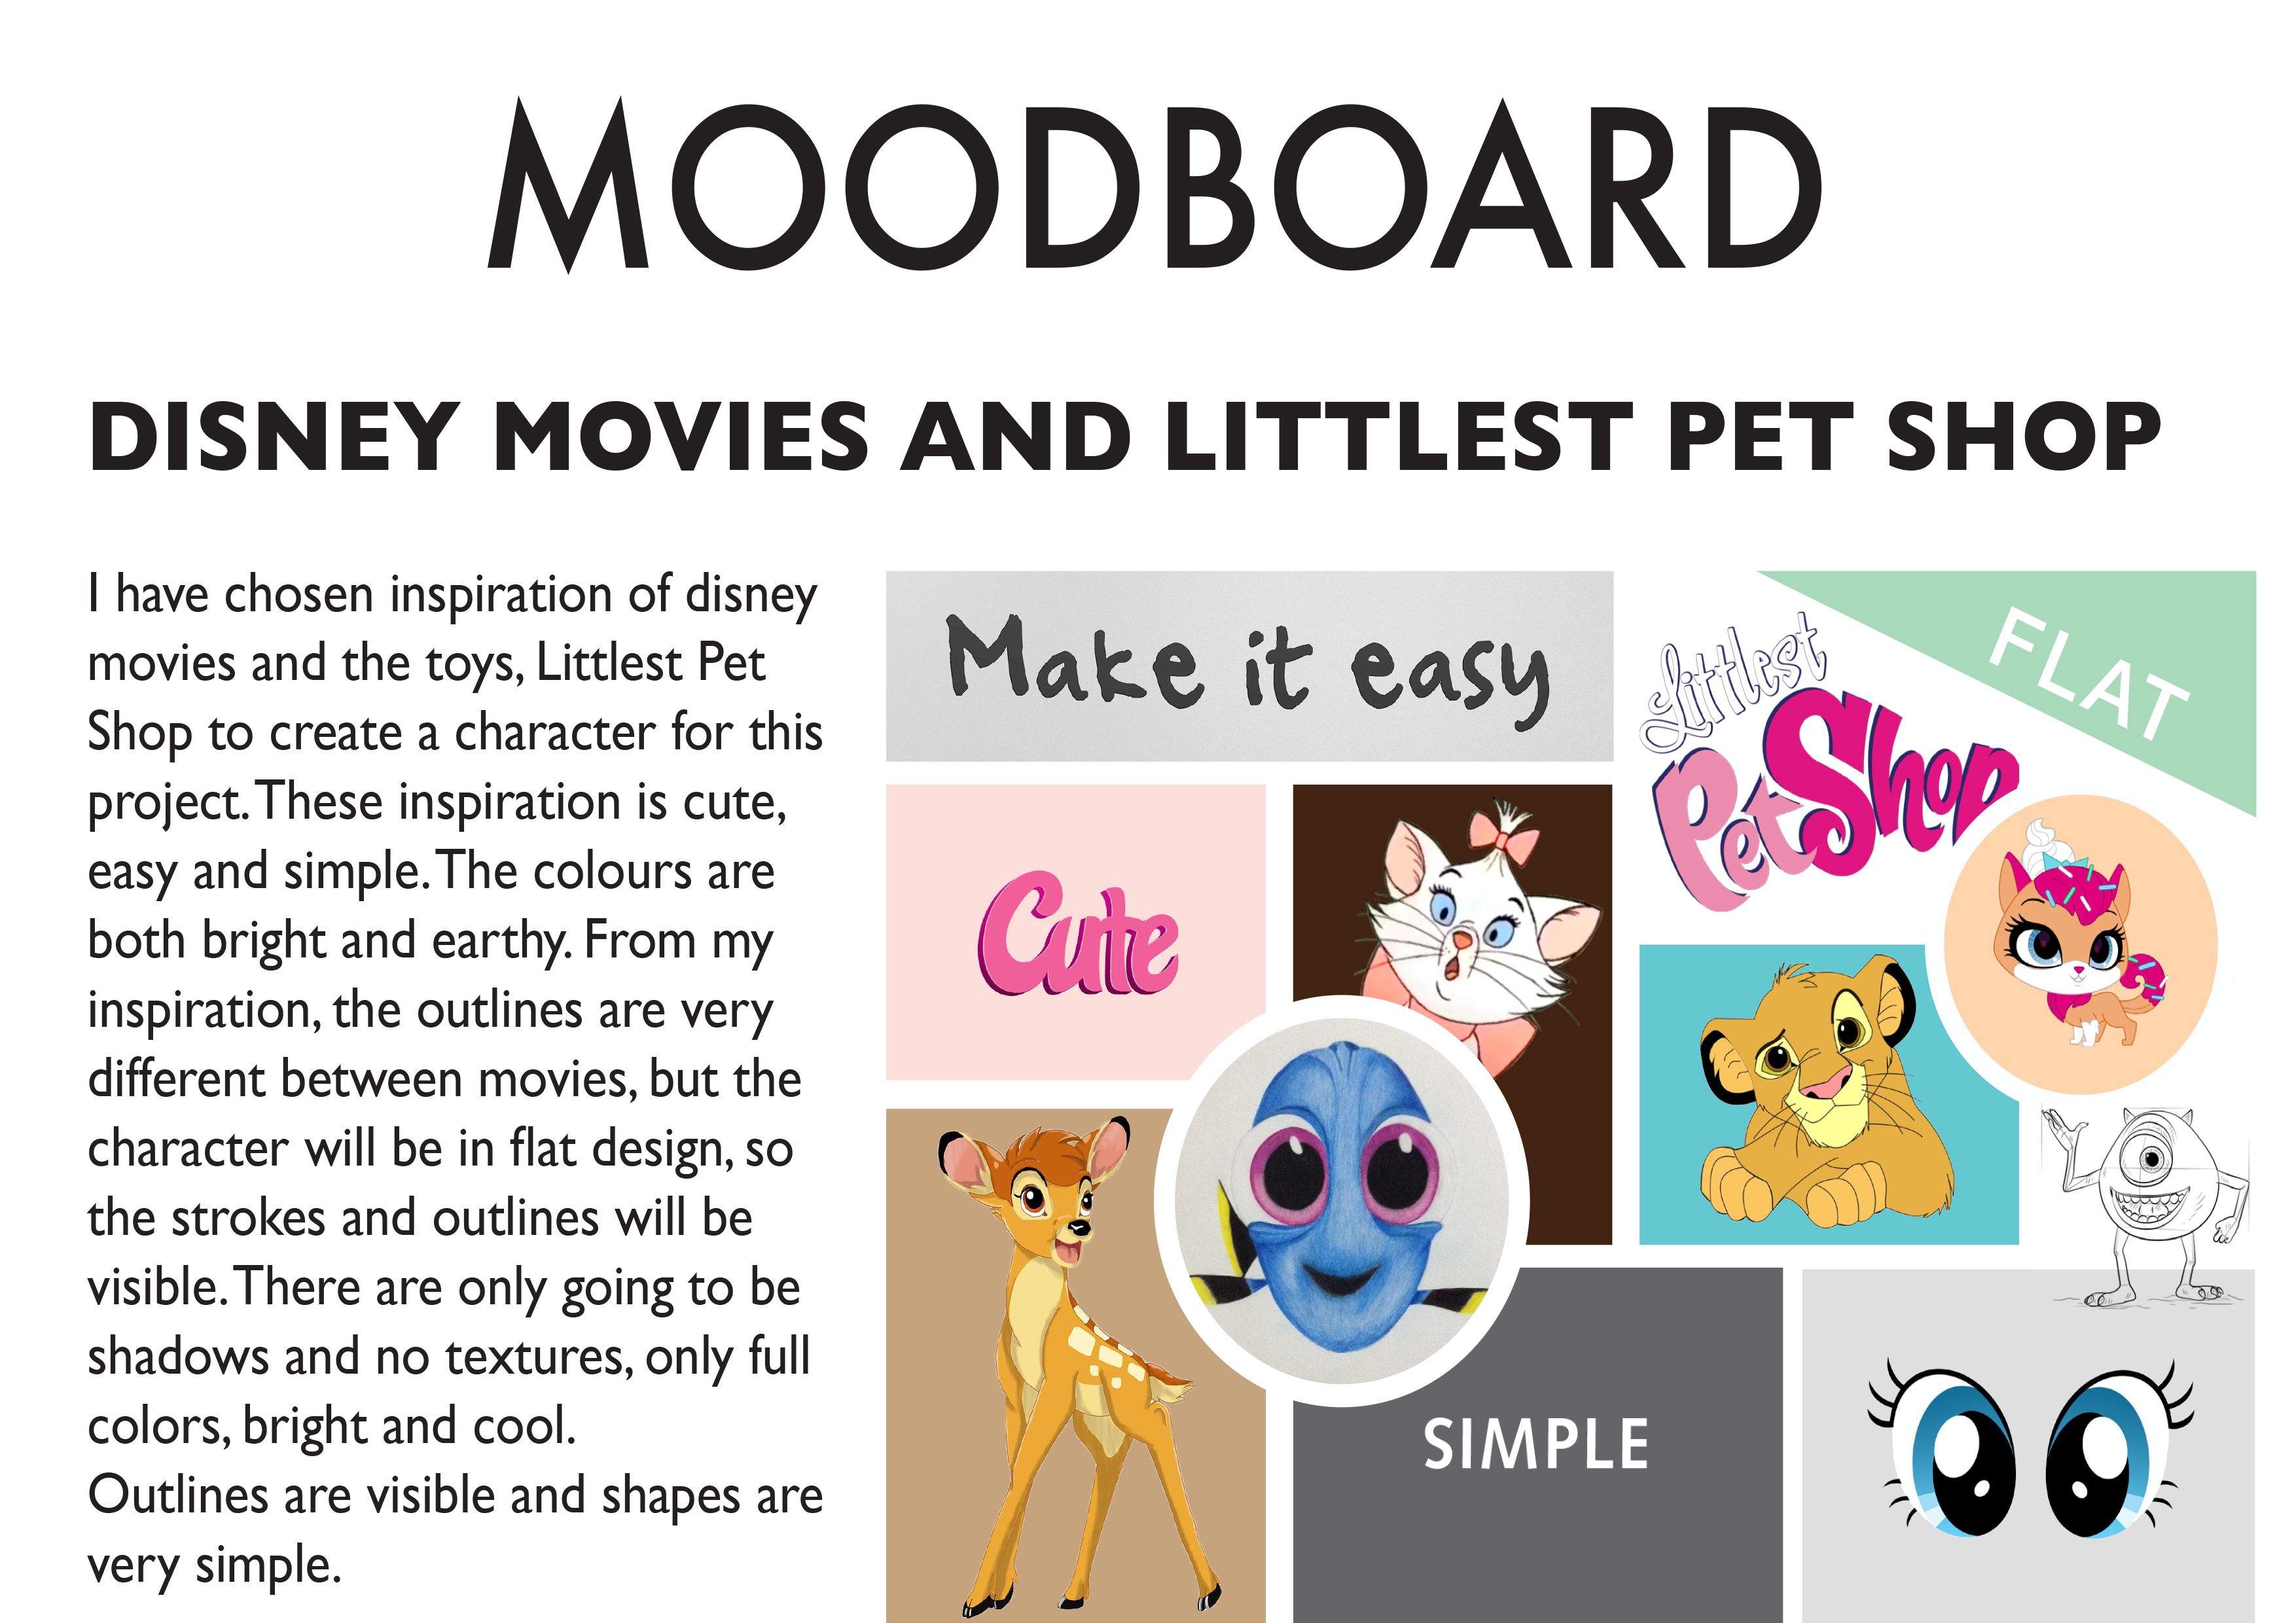 MOODBOARD
DISNEY MOVIES AND LITTLEST PET SHOP
I have chosen inspiration of disney
movies and the toys, Littlest Pet
Shop to create a character for this
project. These inspiration is cute,
easy and simple. The colours are
both bright and earthy. From my
inspiration, the outlines are very
different between movies, but the
character will be in flat design, so
the strokes and outlines will be
visible. There are only going to be
shadows and no textures, only full
colors, bright and cool.
Outlines are visible and shapes are
very simple.
Make it easy
Littlest
Pet Shop
FLAT
Cute
SIMPLE